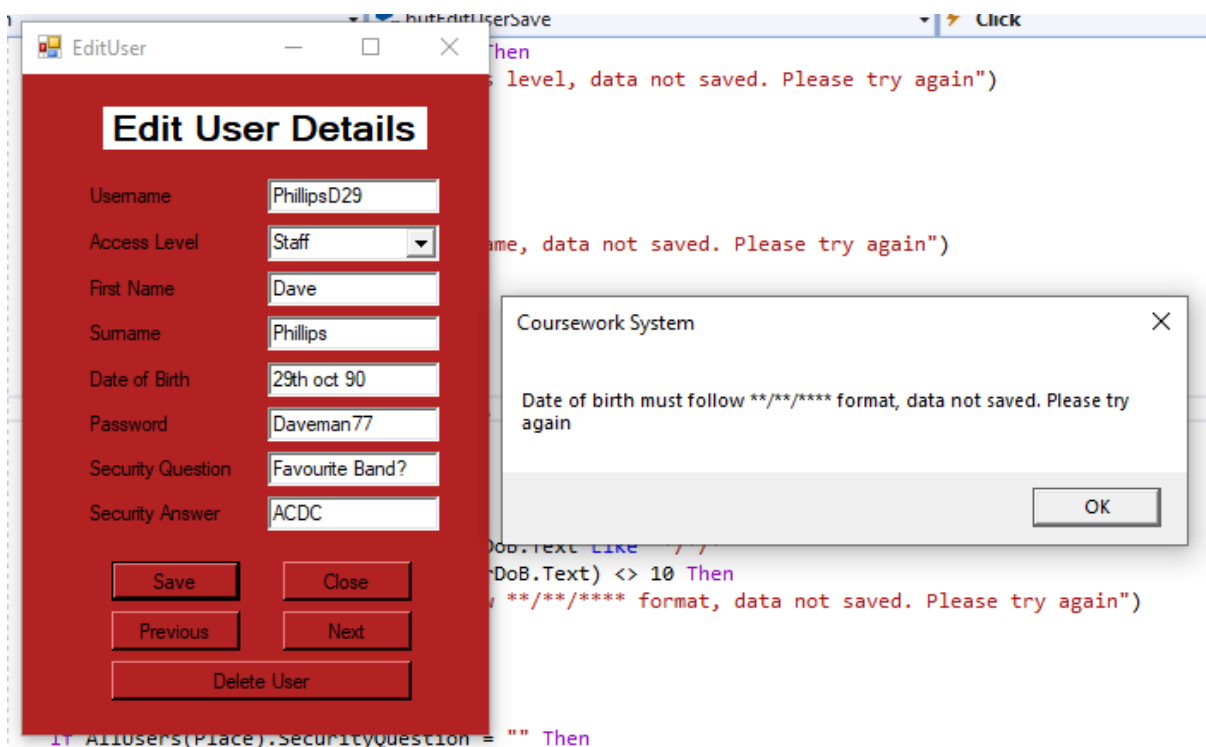 butEditUserSave
Click
EditUser
Then
level, data not saved. Please try again")
Edit User Details
Username
PhillipsD29
Access Level
Staff
, data not saved. Please try again")
First Name
Dave
Surname
Phillips
Date of Birth
29th oct 90
Password
Daveman77
Security Question
Favourite Band?
Security Answer
ACDC
Save
Close
Previous
Next
Delete User
Coursework System
Date of birth must follow **/**/**** format, data not saved. Please try
again
OK
DoB.Text Like
DoB.Text) <> 10 Then
**/**/**** format, data not saved. Please try again")
If AllUsers(Place).SecurityQuestion = "" Then